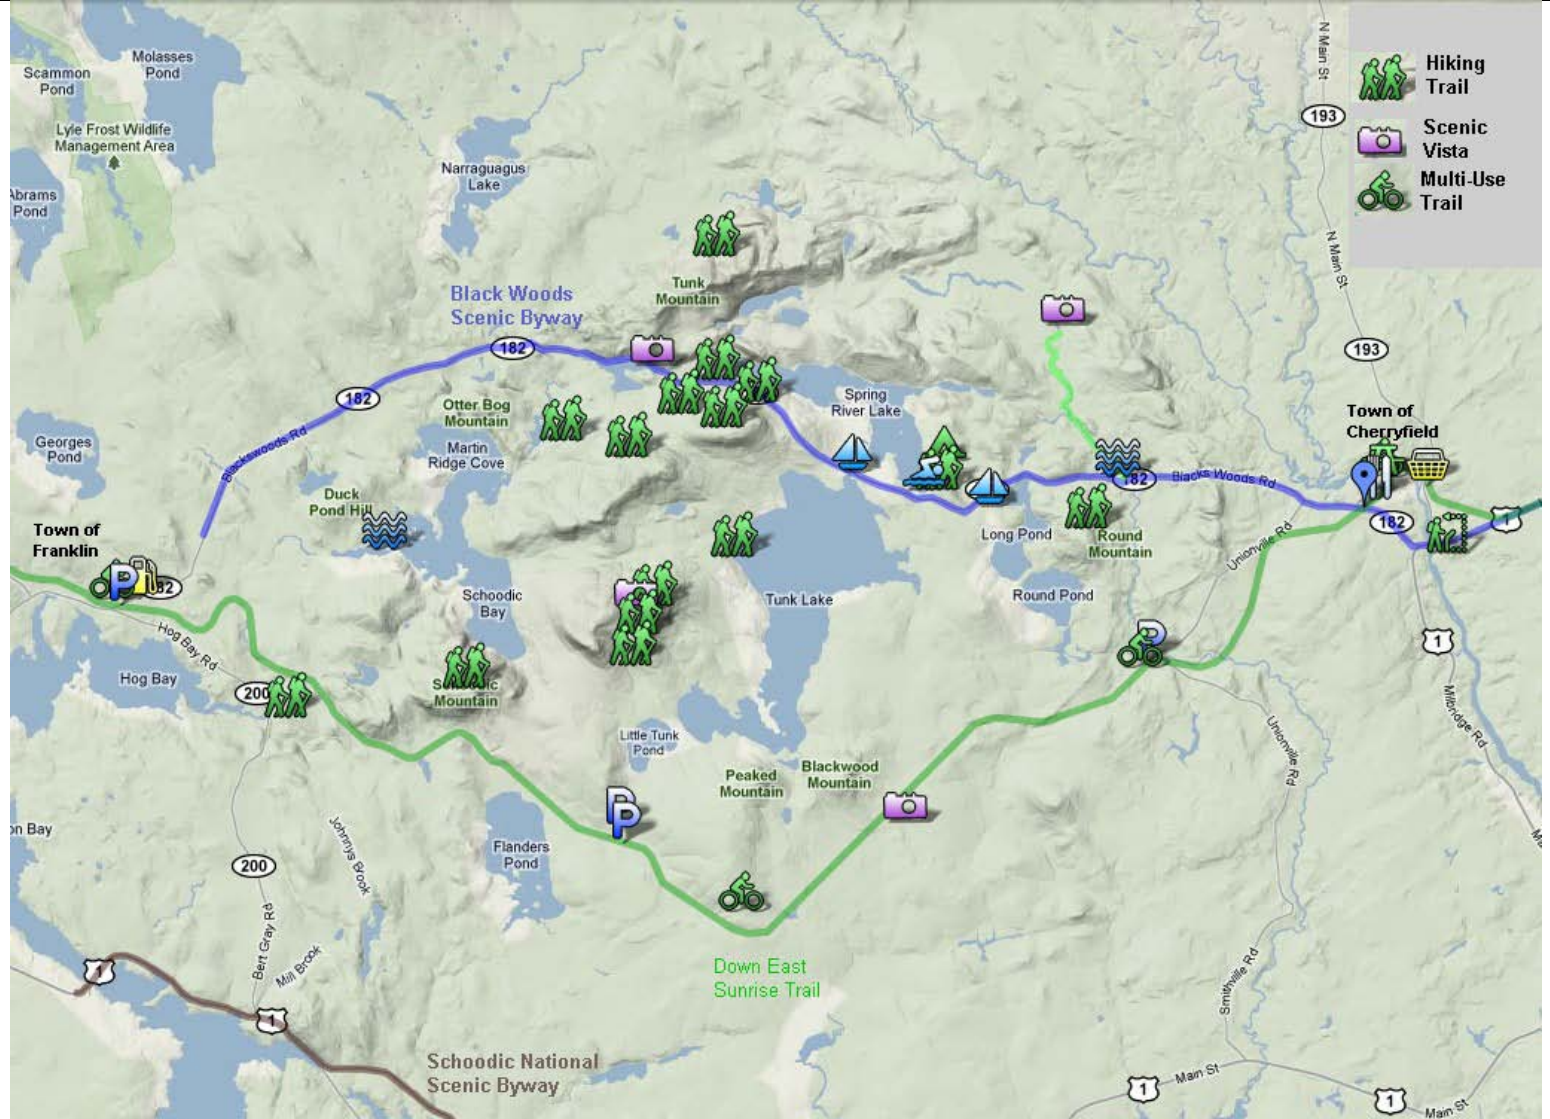 Molasses
Pond
Scammon
Pond
Lyle Frost Wildlife
Management Area
Abrams
Pond
Narraguagus
Lake
N Main St
193
Hiking
Trail
Scenic
Vista
Multi-Use
Trail
N Main St
Tunk
Mountain
Black Woods
Scenic Byway
182
193
182
Otter Bog
Mountain
Spring
River Lake
Town of
Cherryfield
Georges
Pond
Blackswoods Rd
Martin
Ridge Cove
Duck
Pond Hill
182
Blacks Woods Rd
1
182
Town of
Franklin
Long Pond
Round
Mountain
Unionville Rd
P
82
Schoodic
Bay
Tunk Lake
Round Pond
P
Hog Bay Rd
1
Hog Bay
200
Mountain
Milbridge Rd
Little Tunk
Pond
Unionville Rd
Peaked
Mountain
Blackwood
Mountain
P
P
on Bay
Johnnys Brook
Flanders
Pond
200
Bert Gray Rd
Mill Brook
Down East
Sunrise Trail
Smithville Rd
1
1
Schoodic National
Scenic Byway
1
Main St
1
Main St